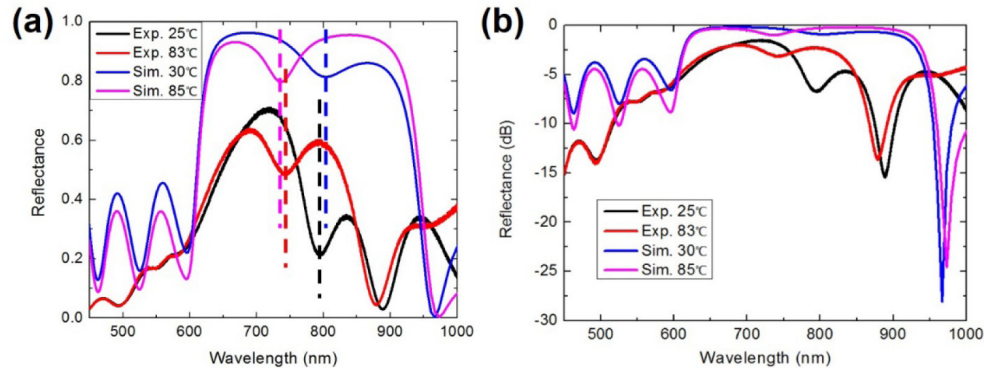 (a)
Exp. 25℃
Exp. 83℃
Sim. 30℃
Sim. 85℃
1.0
0.8
0.6
0.4
0.2
0.0
Reflectance
500 600 700 800 900 1000
Wavelength (nm)
(b)
0
-5
-10
-15
-20
-25
-30
Reflectance (dB)
Exp. 25℃
Exp. 83℃
Sim. 30℃
Sim. 85℃
500 600 700 800 900 1000
Wavelength (nm)